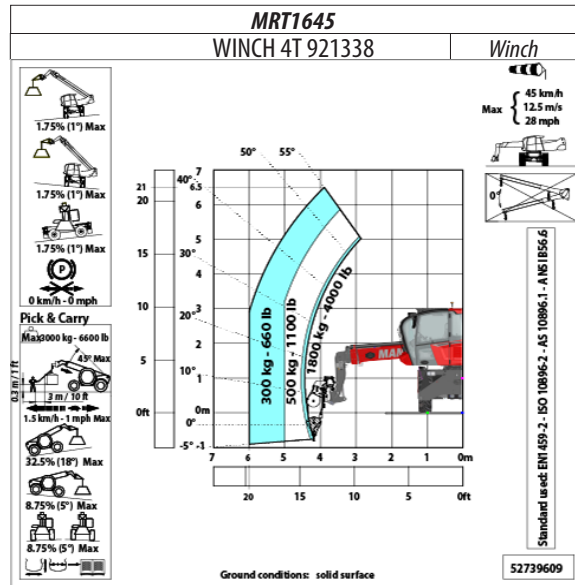 MRT1645
WINCH 4T 921338
Winch
1.75% (1°) Max
1.75% (1°) Max
1.75% (1°) Max
P
0 km/h - 0 mph
Pick & Carry
Max 3000 kg - 6600 lb
45° Max
0.3 m / 1 ft
3 m / 10 ft
1.5 km/h - 1 mph Max
32.5% (18°) Max
8.75% (5°) Max
8.75% (5°) Max
Max
45 km/h
12.5 m/s
28 mph
0°
50° 55°
40°
30°
20°
10°
0°
-5°
21
20
15
10
5
0ft
7
6.5
6
5
4
3
2
1
0m
-1
300 kg - 660 lb
500 kg - 1100 lb
1800 kg - 4000 lb
MAN
7 6 5 4 3 2 1 0m
20 15 10 5 0ft
Standard used: EN1459-2 - ISO 10896-2 - AS 10896.1 - ANSI B56.6
Ground conditions: solid surface
52739609